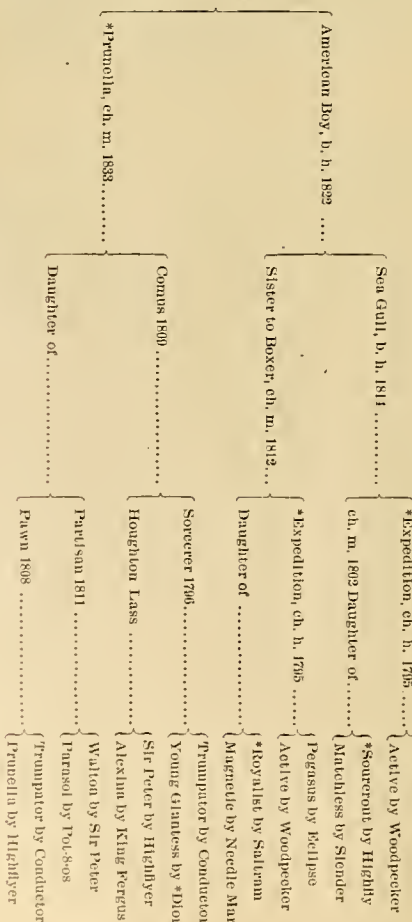 American Boy, b. h. 1822 .....
*Prunella, ch. m. 1833..........
Sea Gull, b. h. 1814 ..........
Sister to Boxer, ch. m. 1812...
Comus 1809 ................
Daughter of..................
*Expedition, ch. h. 1795.....
ch. m. 1802 Daughter of.......
*Expedition, ch. h. 1795 ......
Daughter of ..................
Sorcerer 1796................
Houghton Lass ..............
Partisan 1811 ................
Pawn 1808 ..................
Active by Woodpecker
*Sourcrout by Highfly
Matchless by Slender
Pegasus by Eclipse
Active by Woodpecker
*Royalist by Saltram
Magnetic by Needle Mar
Trumpator by Conductor
Young Giantess by *Dion
Sir Peter by Highflyer
Alexina by King Fergus
Walton by Sir Peter
Parasol by Pot-8-os
Trumpator by Conductor
Prunella by Highflyer